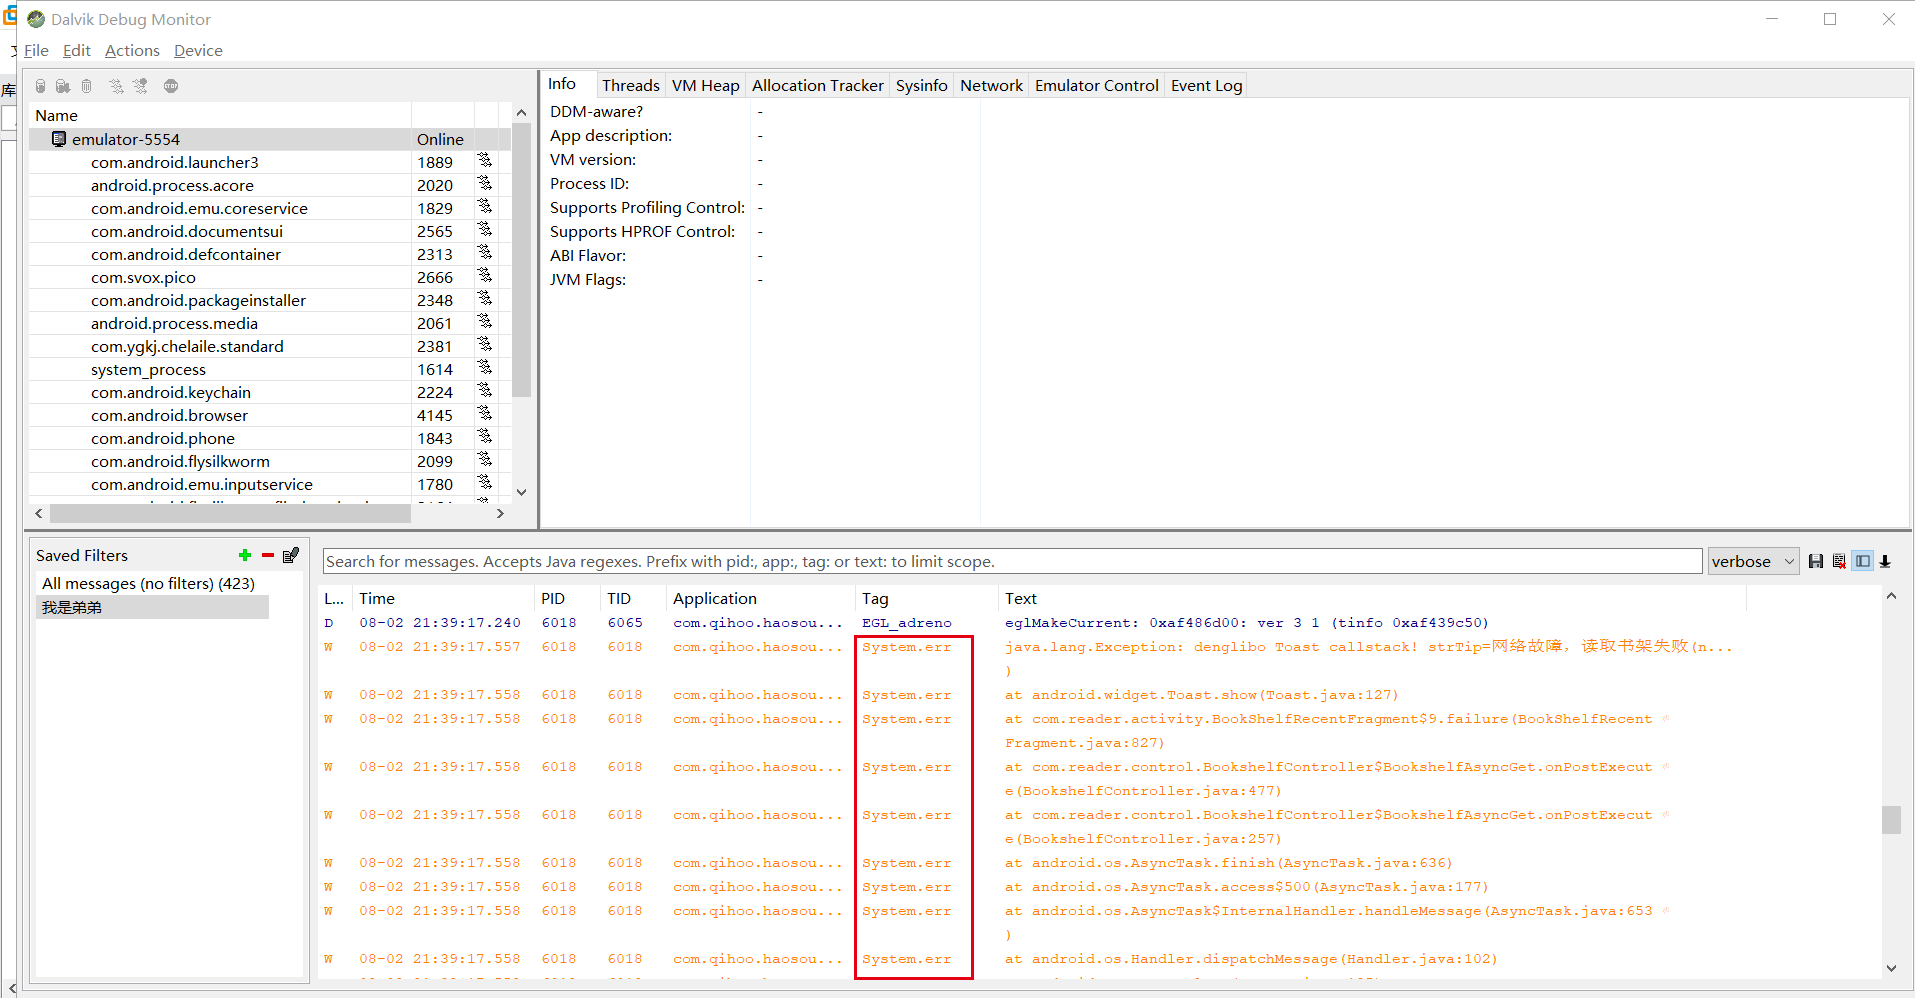 Dalvik Debug Monitor
File Edit Actions Device
库
Name
emulator-5554 Online
com.android.launcher3 1889
android.process.acore 2020
com.android.emu.coreservice 1829
com.android.documentsui 2565
com.android.defcontainer 2313
com.svox.pico 2666
com.android.packageinstaller 2348
android.process.media 2061
com.ygkj.chelaile.standard 2381
system_process 1614
com.android.keychain 2224
com.android.browser 4145
com.android.phone 1843
com.android.flysilkworm 2099
com.android.emu.inputservice 1780
Info Threads VM Heap Allocation Tracker Sysinfo Network Emulator Control Event Log
DDM-aware? -
App description: -
VM version: -
Process ID: -
Supports Profiling Control: -
Supports HPROF Control: -
ABI Flavor: -
JVM Flags: -
Saved Filters
All messages (no filters) (423)
我是弟弟
Search for messages. Accepts Java regexes. Prefix with pid:, app:, tag: or text: to limit scope.
verbose
L... Time PID TID Application Tag Text
D 08-02 21:39:17.240 6018 6065 com.qihoo.haosou... EGL_adreno eglMakeCurrent: 0xaf486d00: ver 3 1 (tinfo 0xaf439c50)
W 08-02 21:39:17.557 6018 6018 com.qihoo.haosou... System.err java.lang.Exception: denglibo Toast callstack! strTip=网络故障，读取书架失败(n...
)
W 08-02 21:39:17.558 6018 6018 com.qihoo.haosou... System.err at android.widget.Toast.show(Toast.java:127)
W 08-02 21:39:17.558 6018 6018 com.qihoo.haosou... System.err at com.reader.activity.BookShelfRecentFragment$9.failure(BookShelfRecent
Fragment.java:827)
W 08-02 21:39:17.558 6018 6018 com.qihoo.haosou... System.err at com.reader.control.BookshelfController$BookshelfAsyncGet.onPostExecut
e(BookshelfController.java:477)
W 08-02 21:39:17.558 6018 6018 com.qihoo.haosou... System.err at com.reader.control.BookshelfController$BookshelfAsyncGet.onPostExecut
e(BookshelfController.java:257)
W 08-02 21:39:17.558 6018 6018 com.qihoo.haosou... System.err at android.os.AsyncTask.finish(AsyncTask.java:636)
W 08-02 21:39:17.558 6018 6018 com.qihoo.haosou... System.err at android.os.AsyncTask.access$500(AsyncTask.java:177)
W 08-02 21:39:17.558 6018 6018 com.qihoo.haosou... System.err at android.os.AsyncTask$InternalHandler.handleMessage(AsyncTask.java:653
)
W 08-02 21:39:17.558 6018 6018 com.qihoo.haosou... System.err at android.os.Handler.dispatchMessage(Handler.java:102)